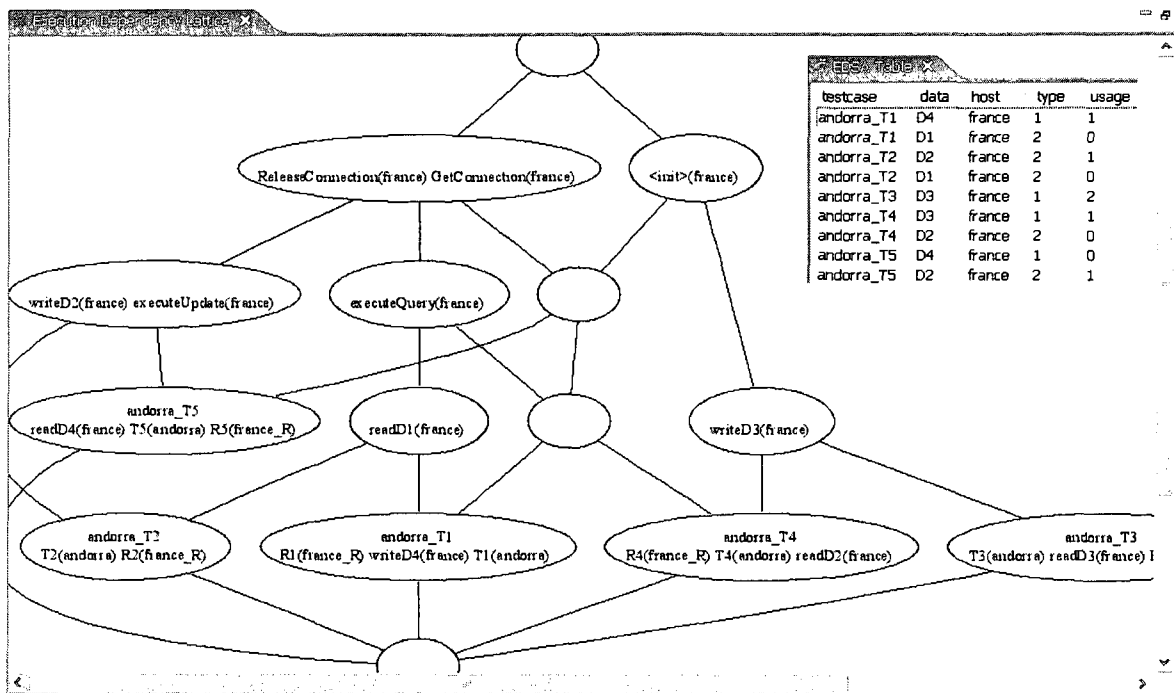 Execution Dependency Lattice X
EDSA Table X
testcase data host type usage
andorra_T1 D4 france 1 1
andorra_T1 D1 france 2 0
andorra_T2 D2 france 2 1
andorra_T2 D1 france 2 0
andorra_T3 D3 france 1 2
andorra_T4 D3 france 1 1
andorra_T4 D2 france 2 0
andorra_T5 D4 france 1 0
andorra_T5 D2 france 2 1
ReleaseConnection(france) GetConnection(france)
<init>(france)
writeD2(france) executeUpdate(france)
executeQuery(france)
andorra_T5
readD4(france) T5(andorra) R5(france_R)
readD1(france)
writeD3(france)
andorra_T2
T2(andorra) R2(france_R)
andorra_T1
R1(france_R) writeD4(france) T1(andorra)
andorra_T4
R4(france_R) T4(andorra) readD2(france)
andorra_T3
T3(andorra) readD3(france)